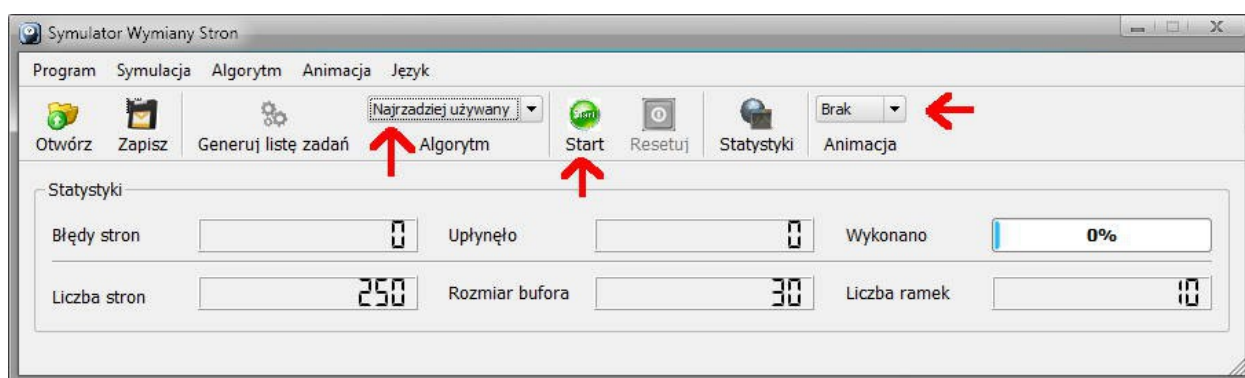 Symulator Wymiany Stron
Program Symulacja Algorytm Animacja Język
Najrzadziej używany Start Brak
Otwórz Zapisz Generuj listę zadań Algorytm Start Resetuj Statystyki Animacja
Statystyki
Błędy stron 0 Upłynęło 0 Wykonano 0%
Liczba stron 250 Rozmiar bufora 30 Liczba ramek 10